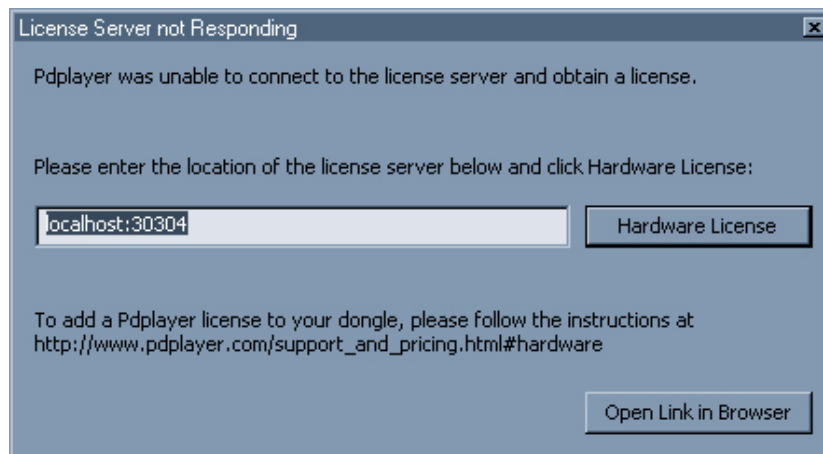 License Server not Responding
Pdplayer was unable to connect to the license server and obtain a license.
Please enter the location of the license server below and click Hardware License:
localhost:30304
Hardware License
To add a Pdplayer license to your dongle, please follow the instructions at
http://www.pdplayer.com/support_and_pricing.html#hardware
Open Link in Browser